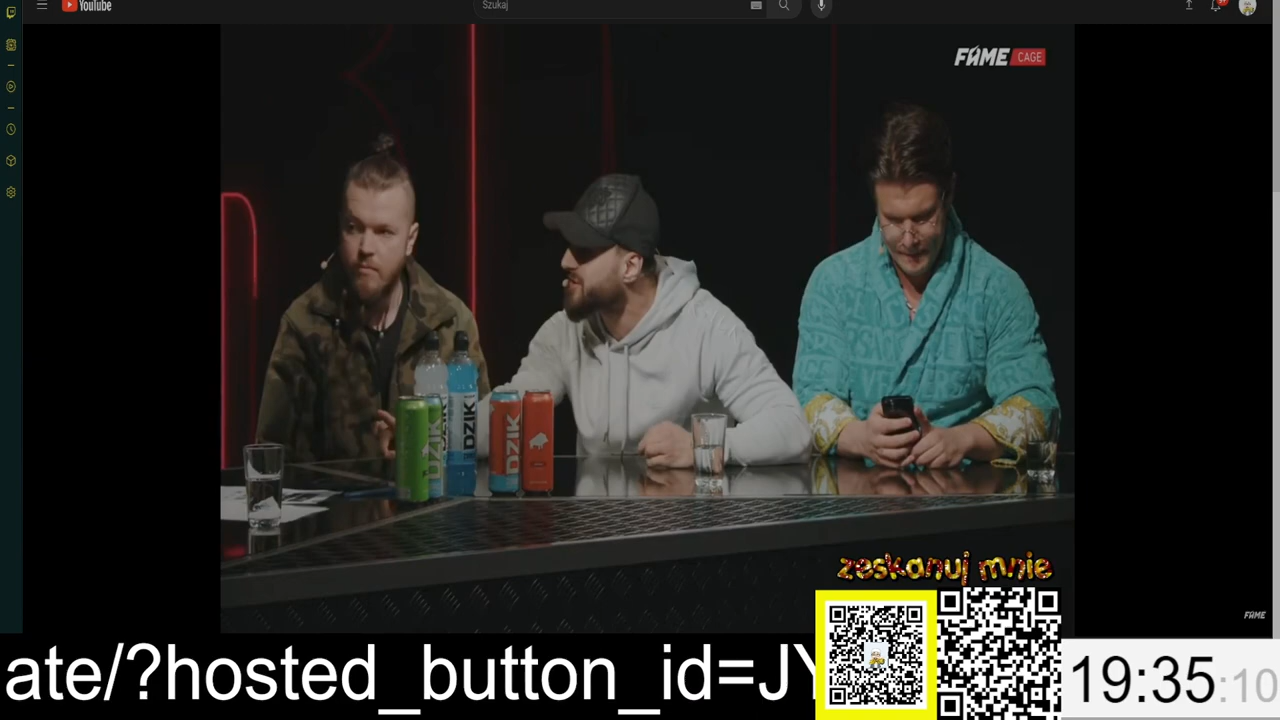 YouTube
Szukaj
FAME CAGE
DZIK
DZIK
DZIK
zeskanuj mnie
FAME
ate/?hosted_button_id=JY
19:35:10